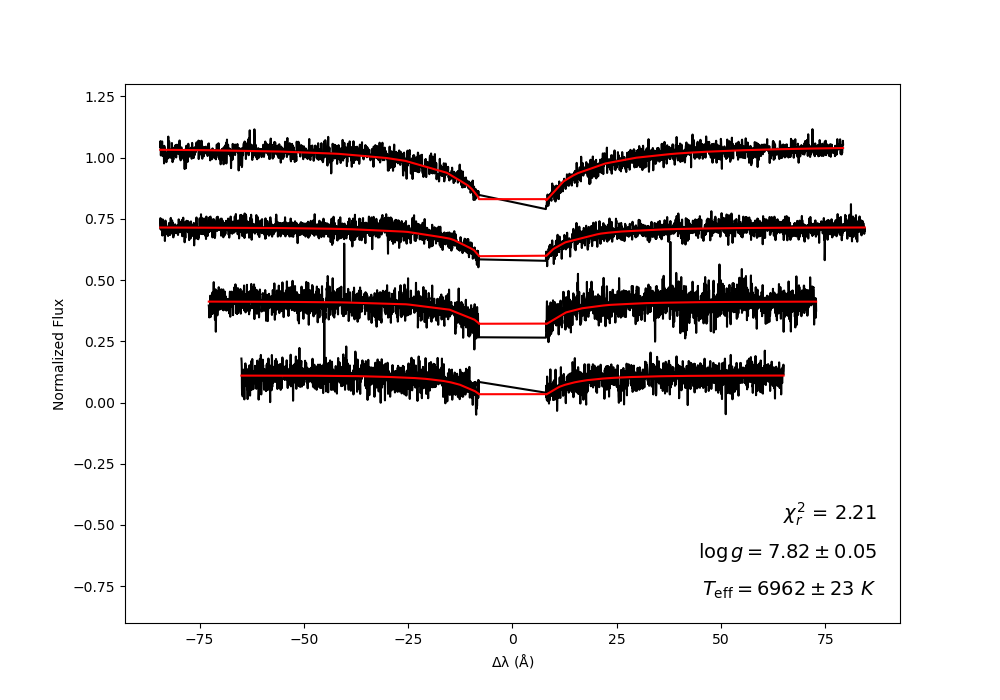 1.25
1.00
0.75
0.50
0.25
0.00
−0.25
−0.50
−0.75
Normalized Flux
χ²ᵣ = 2.21
log g = 7.82 ± 0.05
T_eff = 6962 ± 23 K
−75 −50 −25 0 25 50 75
Δλ (Å)